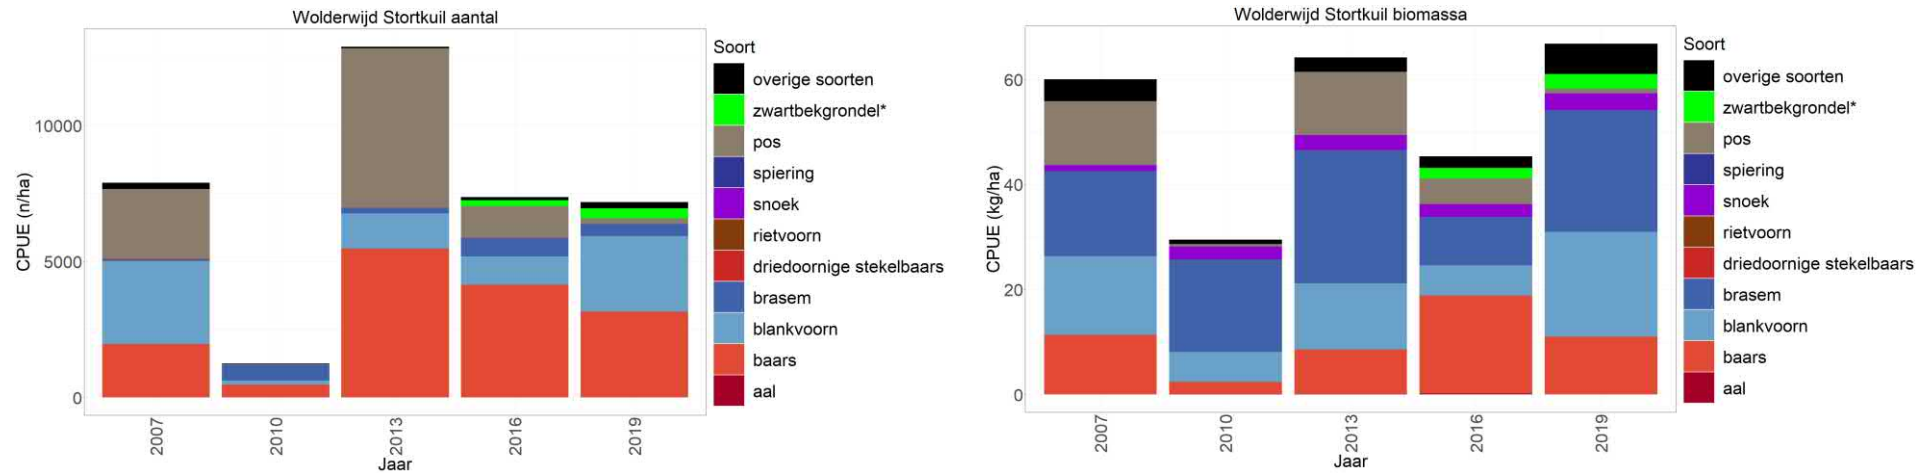 Wolderwijd Stortkuil aantal
CPUE (n/ha)
10000
5000
0
2007
2010
2013
2016
2019
Jaar
Soort
overige soorten
zwartbekgrondel*
pos
spiering
snoek
rietvoorn
driedoornige stekelbaars
brasem
blankvoorn
baars
aal
Wolderwijd Stortkuil biomassa
CPUE (kg/ha)
60
40
20
0
2007
2010
2013
2016
2019
Jaar
Soort
overige soorten
zwartbekgrondel*
pos
spiering
snoek
rietvoorn
driedoornige stekelbaars
brasem
blankvoorn
baars
aal